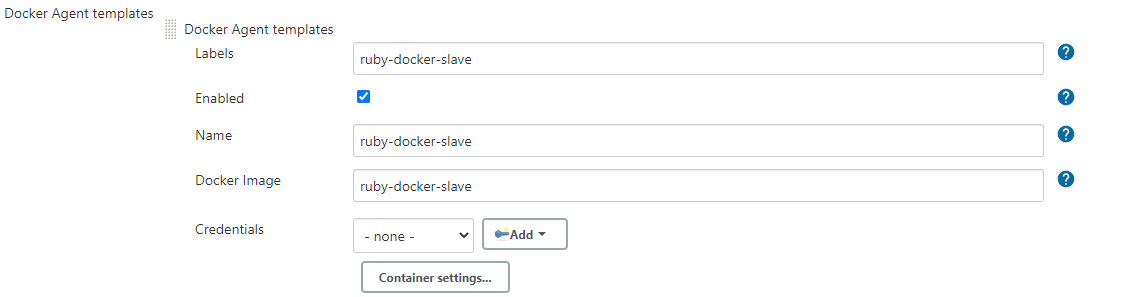 Docker Agent templates
Docker Agent templates
Labels
ruby-docker-slave
?
Enabled
?
Name
ruby-docker-slave
?
Docker Image
ruby-docker-slave
?
Credentials
- none -
Add
Container settings...